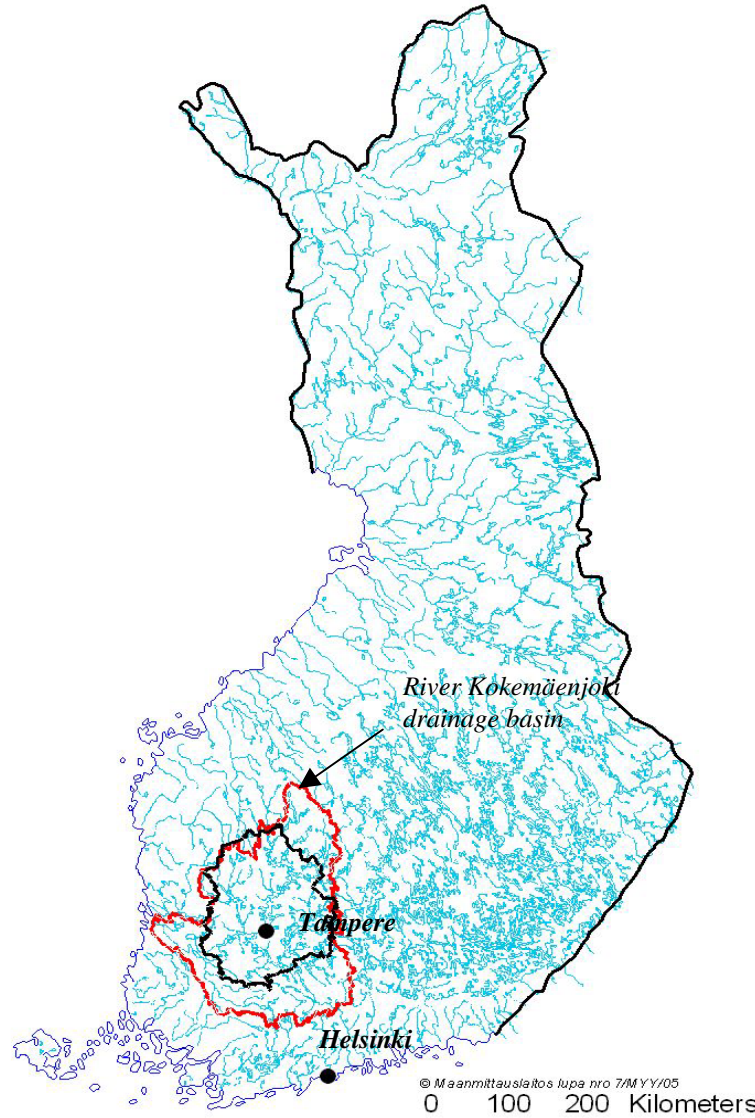 River Kokemäenjoki
drainage basin
Tampere
Helsinki
© Maanmittauslaitos lupa nro 7/MYY/05
0 100 200 Kilometers